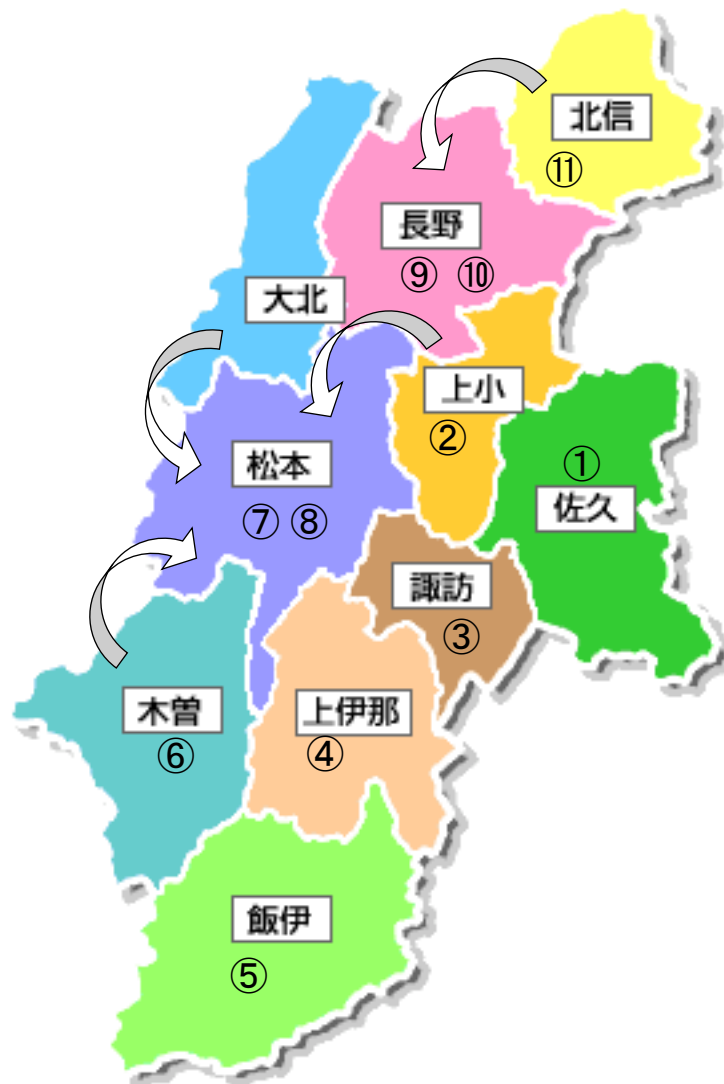 北信
⑪
長野
⑨ ⑩
大北
上小
②
松本
⑦ ⑧
①
佐久
諏訪
③
木曽
⑥
上伊那
④
飯伊
⑤